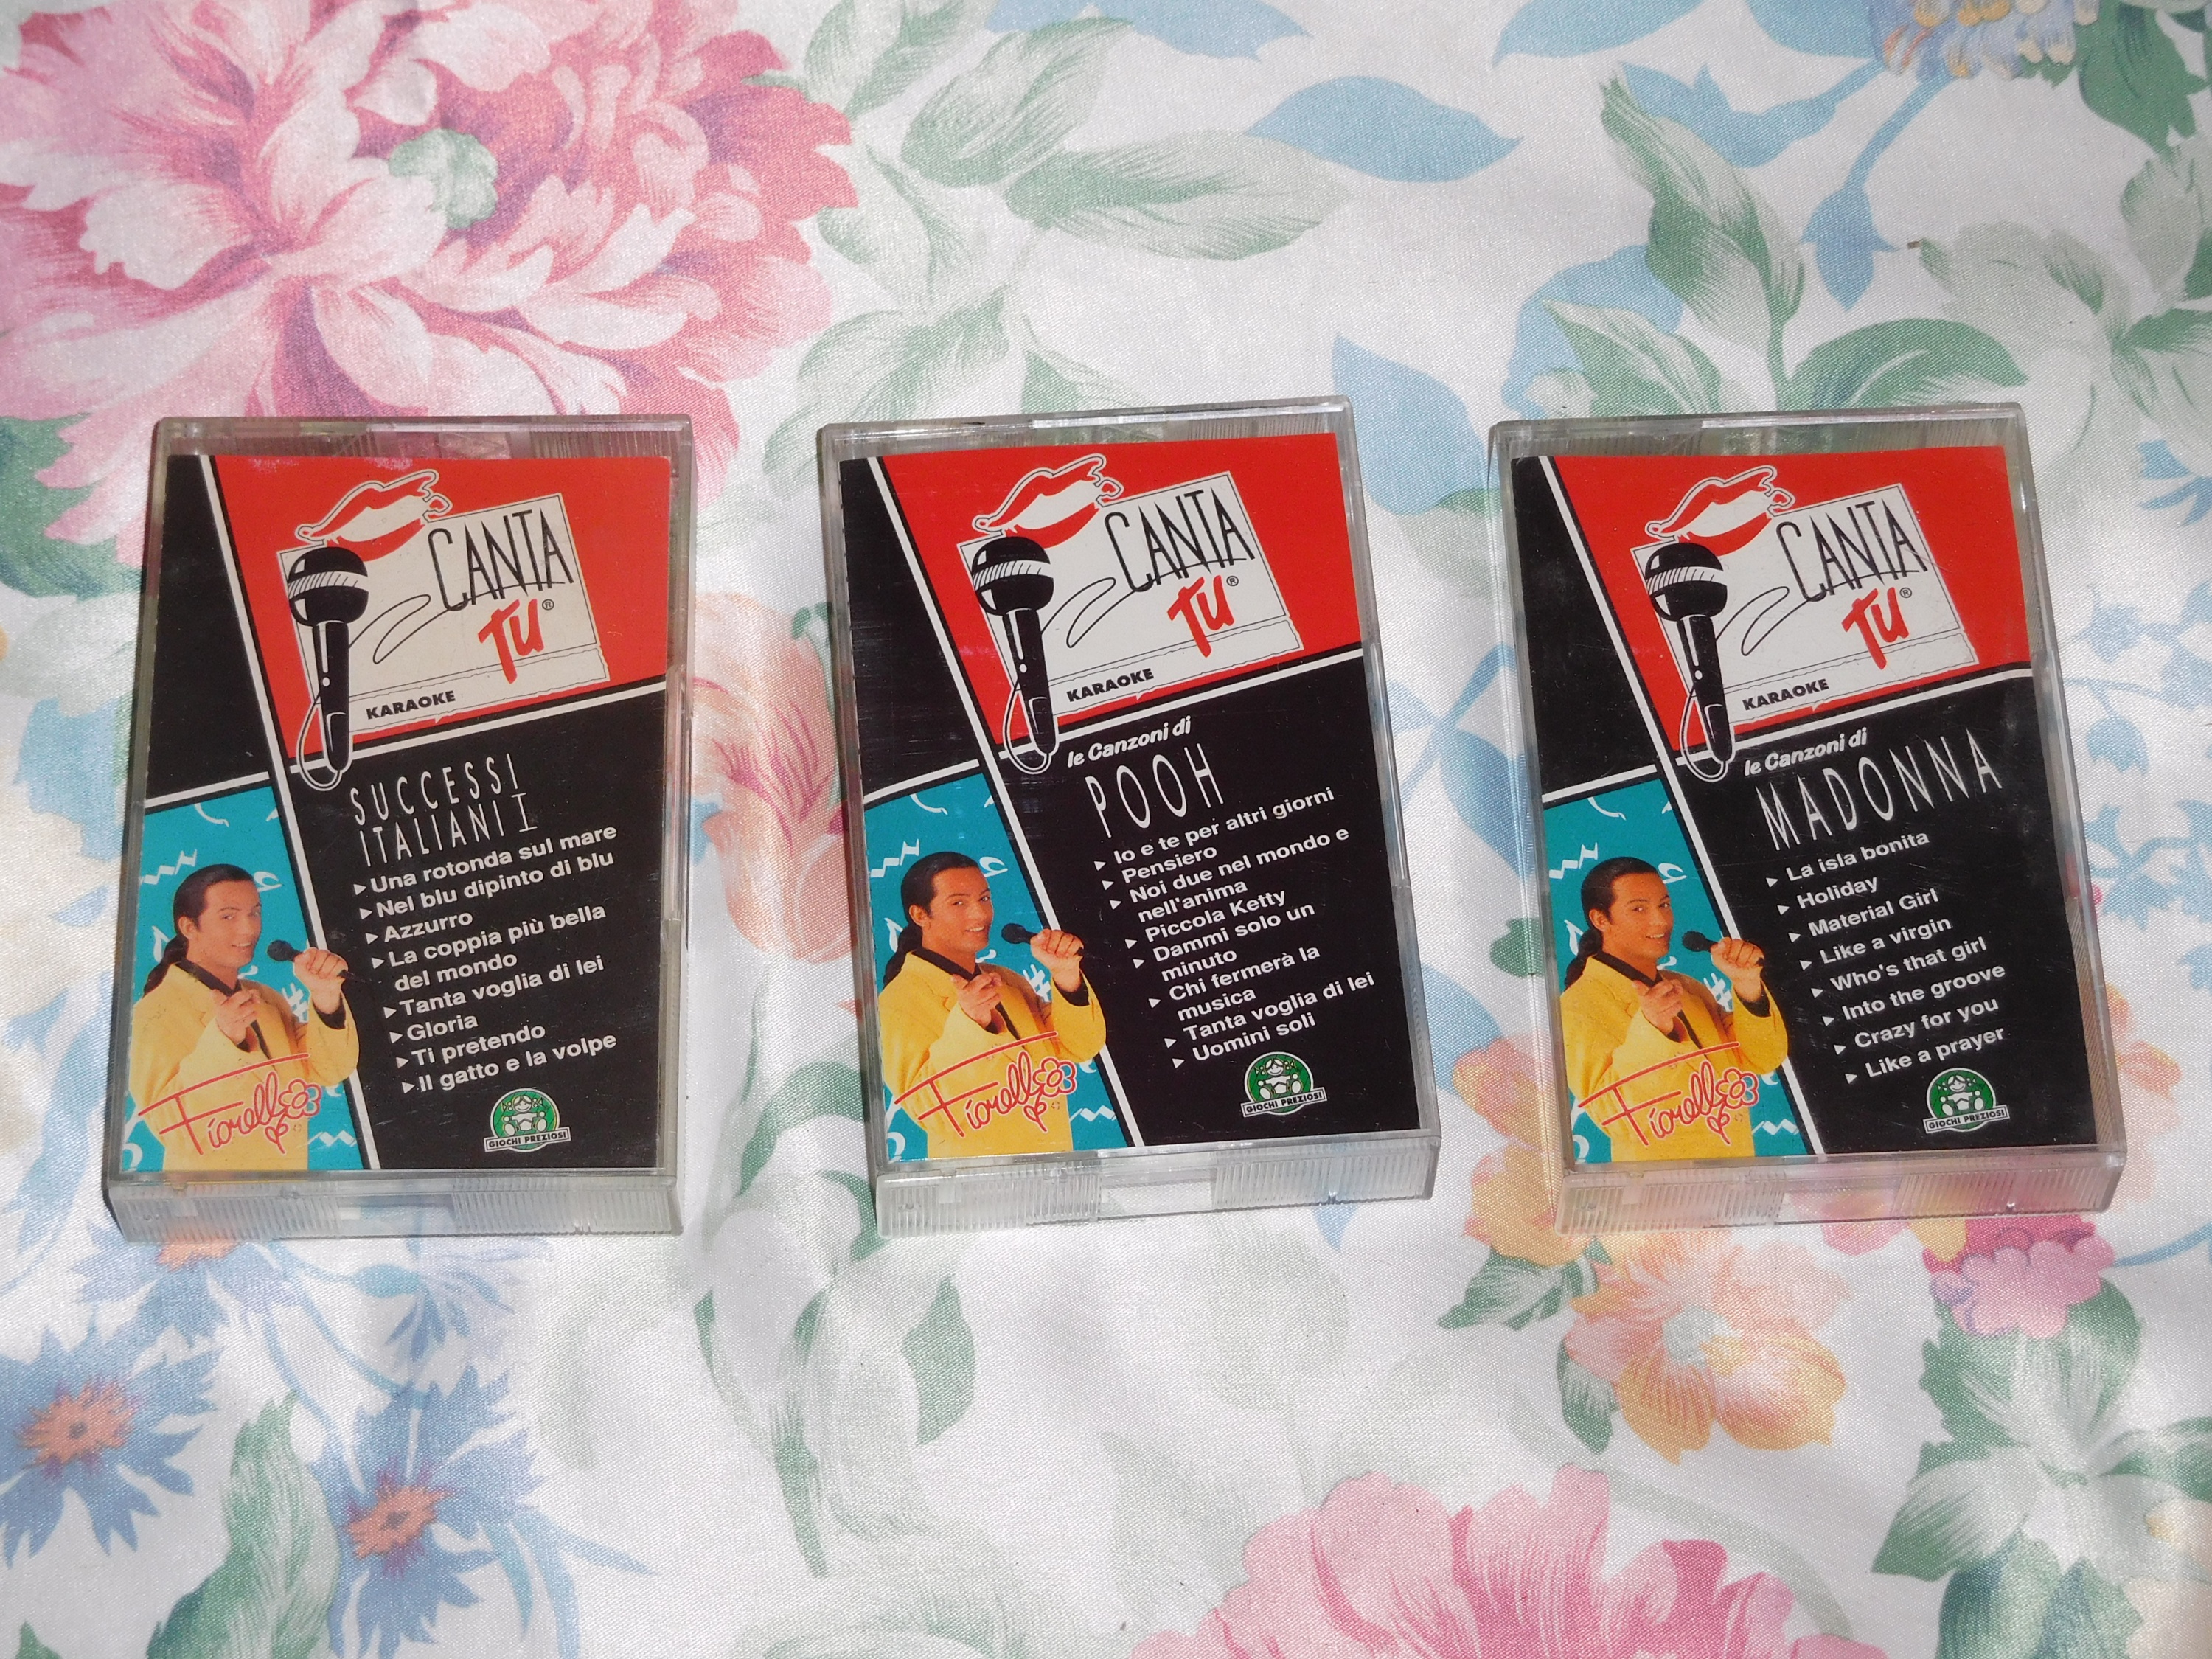 CANTA
TU®
KARAOKE
SUCCESSI
ITALIANI I
▸Una rotonda sul mare
▸Nel blu dipinto di blu
▸Azzurro
▸La coppia più bella
del mondo
▸Tanta voglia di lei
▸Gloria
▸Ti pretendo
▸Il gatto e la volpe
Fiorello
GIOCHI PREZIOSI
CANTA
TU®
KARAOKE
le Canzoni di
POOH
▸ Io e te per altri giorni
▸ Pensiero
▸ Noi due nel mondo e
nell'anima
▸ Piccola Ketty
▸ Dammi solo un
minuto
▸ Chi fermerà la
musica
▸ Tanta voglia di lei
▸ Uomini soli
Fiorello
GIOCHI PREZIOSI
CANTA
TU®
KARAOKE
le Canzoni di
MADONNA
▸ La isla bonita
▸ Holiday
▸ Material Girl
▸ Like a virgin
▸ Who's that girl
▸ Into the groove
▸ Crazy for you
▸ Like a prayer
Fiorello
GIOCHI PREZIOSI